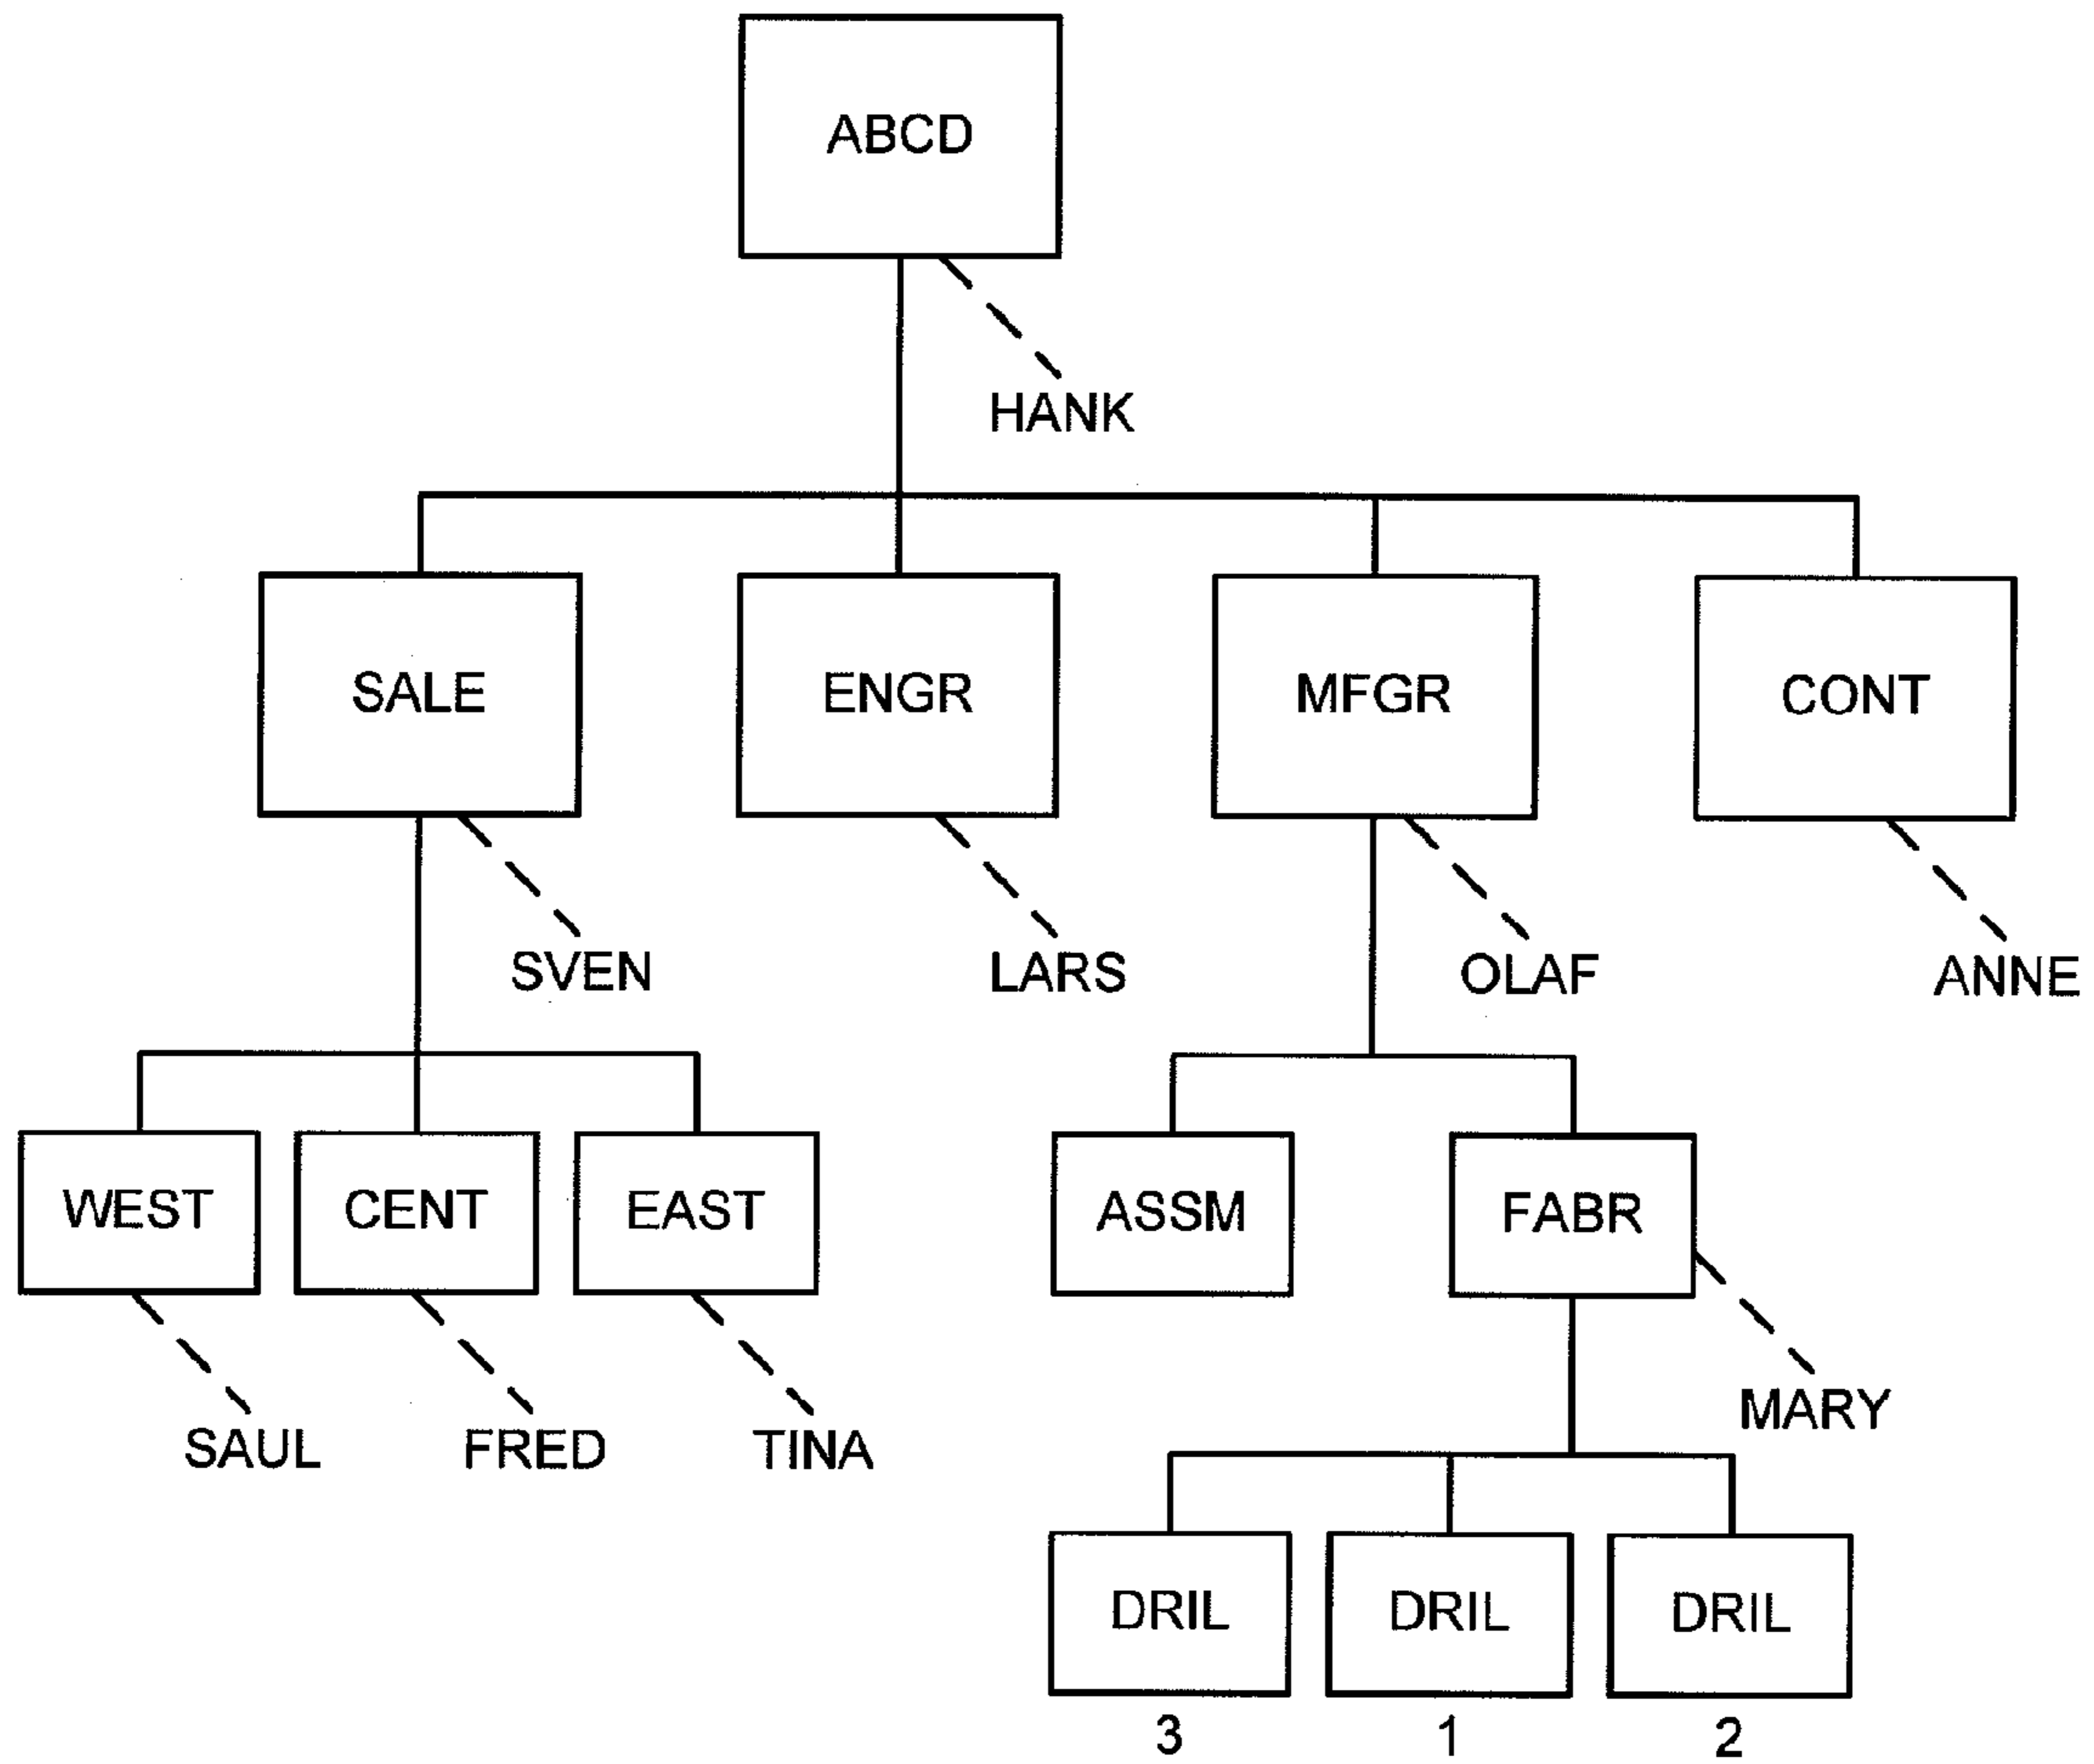 ABCD
HANK
SALE ENGR MFGR CONT
SVEN LARS OLAF ANNE
WEST CENT EAST ASSM FABR
MARY
SAUL FRED TINA
DRIL DRIL DRIL
3 1 2